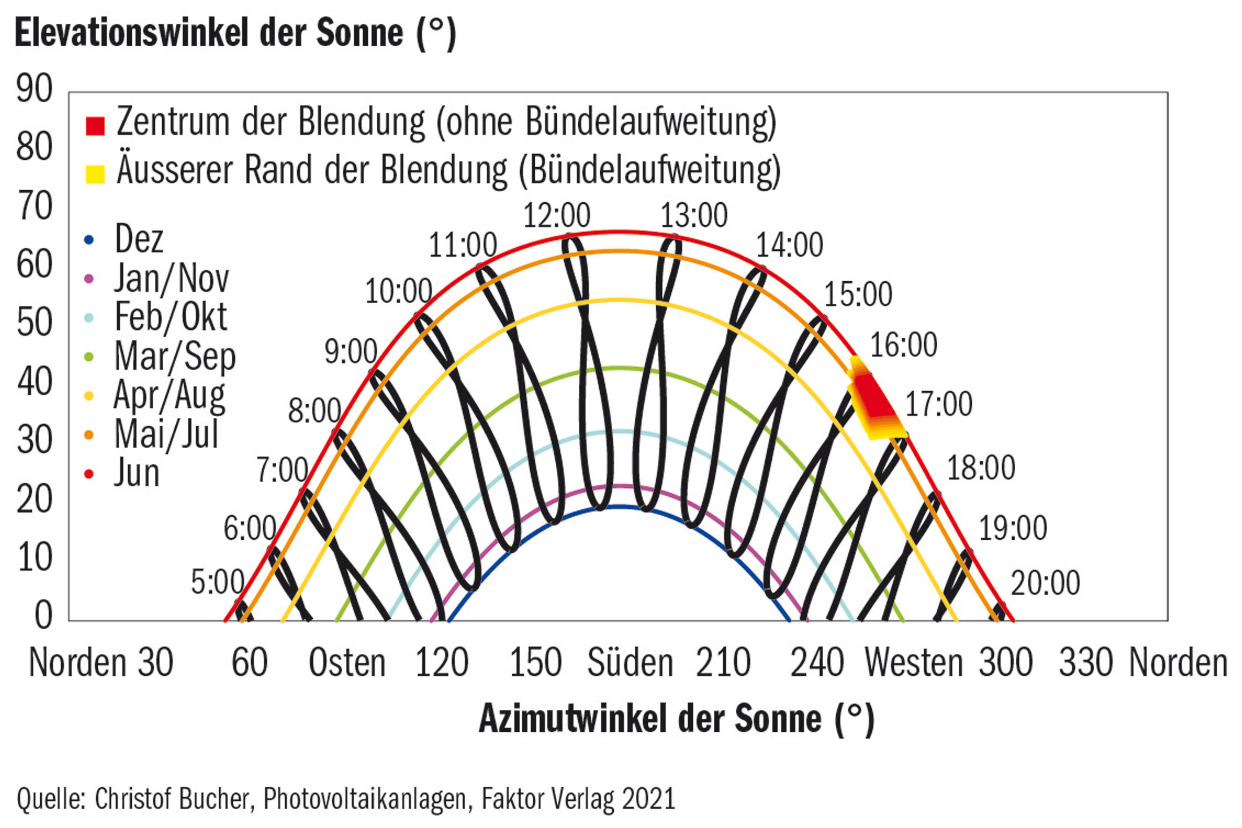 Elevationswinkel der Sonne (°)
90
80
70
60
50
40
30
20
10
0
Zentrum der Blendung (ohne Bündelaufweitung)
Äusserer Rand der Blendung (Bündelaufweitung)
Dez
Jan/Nov
Feb/Okt
Mar/Sep
Apr/Aug
Mai/Jul
Jun
5:00
6:00
7:00
8:00
9:00
10:00
11:00
12:00
13:00
14:00
15:00
16:00
17:00
18:00
19:00
20:00
Norden 30 60 Osten 120 150 Süden 210 240 Westen 300 330 Norden
Azimutwinkel der Sonne (°)
Quelle: Christof Bucher, Photovoltaikanlagen, Faktor Verlag 2021